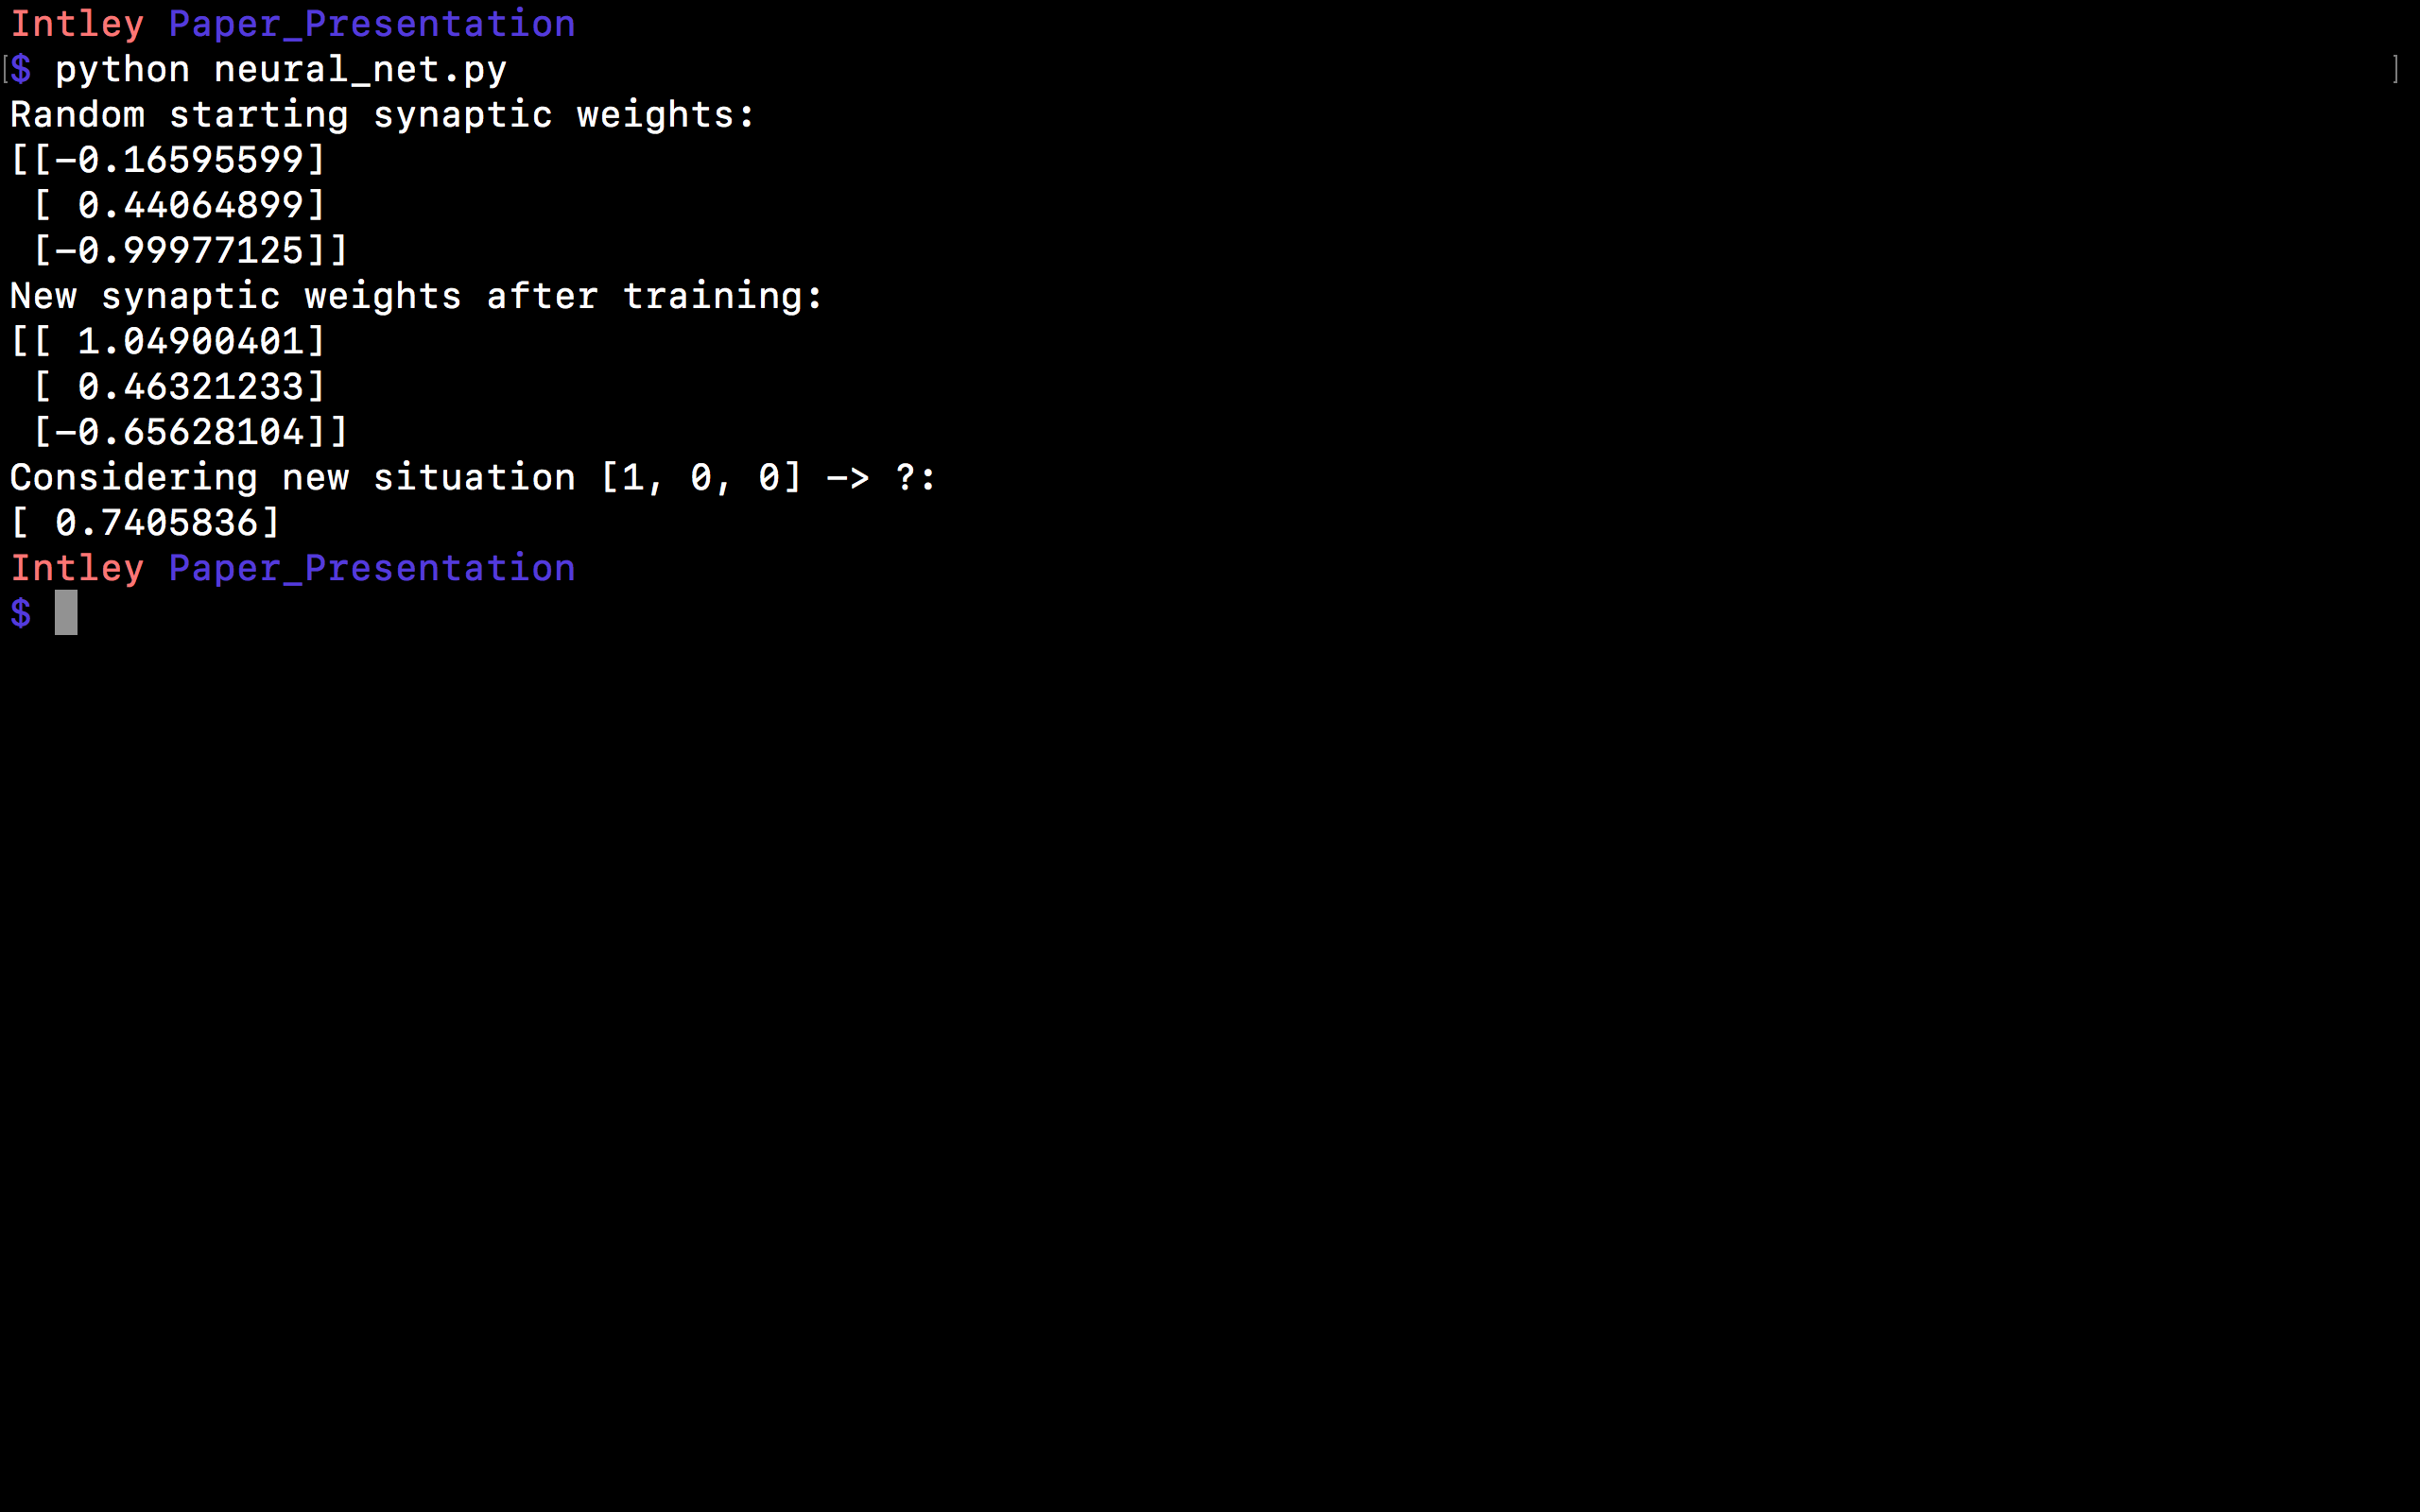 Intley Paper_Presentation
[$ python neural_net.py ]
Random starting synaptic weights:
[[-0.16595599]
 [ 0.44064899]
 [-0.99977125]]
New synaptic weights after training:
[[ 1.04900401]
 [ 0.46321233]
 [-0.65628104]]
Considering new situation [1, 0, 0] -> ?:
[ 0.7405836]
Intley Paper_Presentation
$